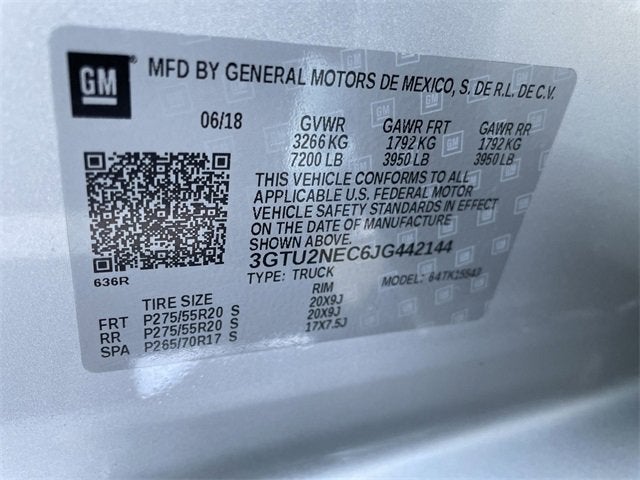 GM ® MFD BY GENERAL MOTORS DE MEXICO, S. DE R.L. DE C.V.
06/18 GVWR GAWR FRT GAWR RR
3266 KG 1792 KG 1792 KG
7200 LB 3950 LB 3950 LB
THIS VEHICLE CONFORMS TO ALL
APPLICABLE U.S. FEDERAL MOTOR
VEHICLE SAFETY STANDARDS IN EFFECT
ON THE DATE OF MANUFACTURE
SHOWN ABOVE.
3GTU2NEC6JG442144
636R TYPE: TRUCK MODEL:
TIRE SIZE RIM
FRT P275/55R20 S 20X9J
RR P275/55R20 S 20X9J
SPA P265/70R17 S 17X7.5J